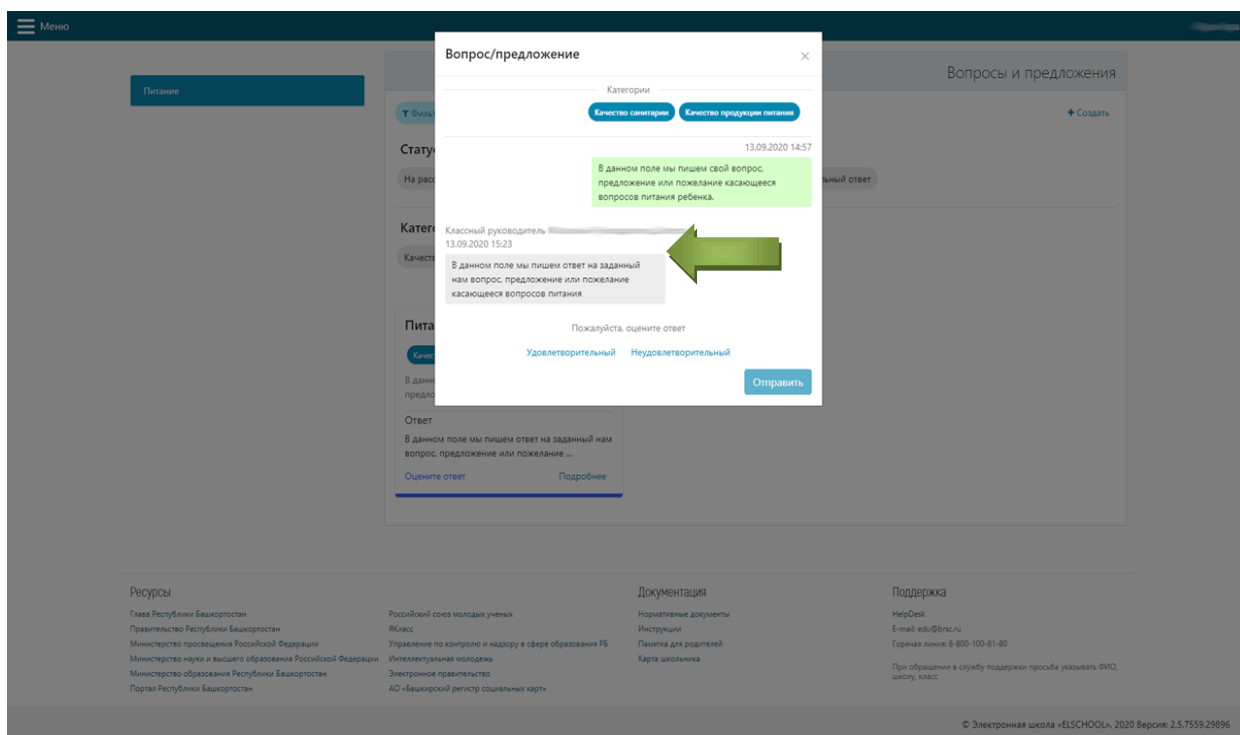 Меню
Питание
Вопросы и предложения
+ Создать
Вопрос/предложение
Категории
Качество санитарии
Качество продукции питания
13.09.2020 14:57
В данном поле мы пишем свой вопрос,
предложение или пожелание касающееся
вопросов питания ребенка.
Классный руководитель
13.09.2020 15:23
В данном поле мы пишем ответ на заданный
нам вопрос, предложение или пожелание
касающееся вопросов питания
Пожалуйста, оцените ответ
Удовлетворительный Неудовлетворительный
Отправить
Ответ
В данном поле мы пишем ответ на заданный нам
вопрос, предложение или пожелание ...
Оцените ответ Подробнее
Ресурсы
Глава Республики Башкортостан
Правительство Республики Башкортостан
Министерство просвещения Российской Федерации
Министерство науки и высшего образования Российской Федерации
Министерство образования Республики Башкортостан
Портал Республики Башкортостан
Российский союз молодых ученых
ЯКласс
Управление по контролю и надзору в сфере образования РБ
Интеллектуальная молодежь
Электронное правительство
АО «Башкирский регистр социальных карт»
Документация
Нормативные документы
Инструкции
Памятка для родителей
Карта школьника
Поддержка
HelpDesk
E-mail: edu@brsc.ru
Горячая линия: 8-800-100-81-80
При обращении в службу поддержки просьба указывать ФИО,
школу, класс
© Электронная школа «ELSCHOOL», 2020 Версия: 2.5.7559.29896